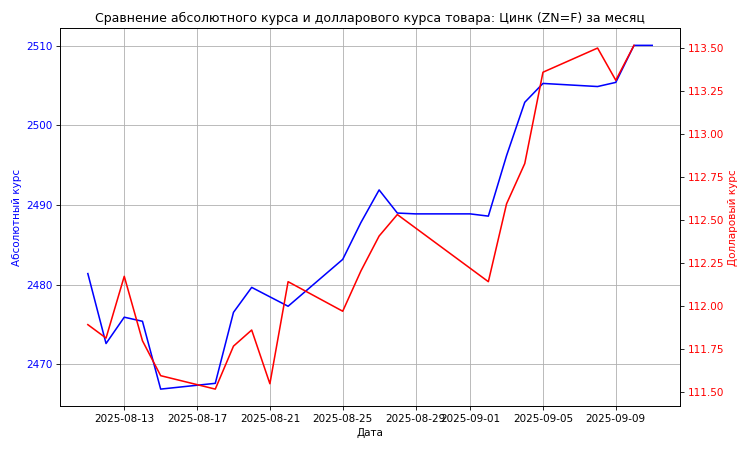 Сравнение абсолютного курса и долларового курса товара: Цинк (ZN=F) за месяц
2510
2500
2490
2480
2470
Абсолютный курс
113.50
113.25
113.00
112.75
112.50
112.25
112.00
111.75
111.50
Долларовый курс
2025-08-13 2025-08-17 2025-08-21 2025-08-25 2025-08-29 2025-09-01 2025-09-05 2025-09-09
Дата